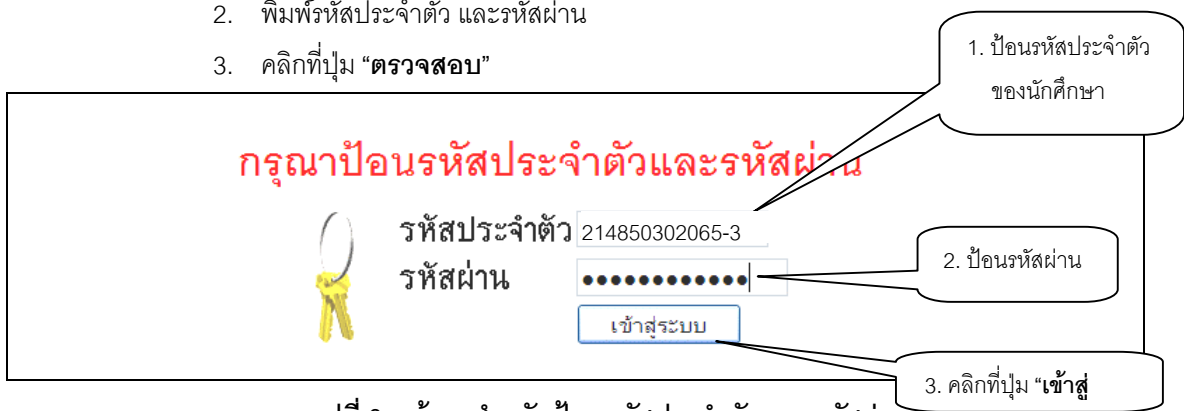 2. พิมพ์รหัสประจำตัว และรหัสผ่าน
3. คลิกที่ปุ่ม “ตรวจสอบ”
1. ป้อนรหัสประจำตัว
ของนักศึกษา
กรุณาป้อนรหัสประจำตัวและรหัสผ่าน
รหัสประจำตัว 214850302065-3
รหัสผ่าน ••••••••••••
2. ป้อนรหัสผ่าน
เข้าสู่ระบบ
3. คลิกที่ปุ่ม “เข้าสู่